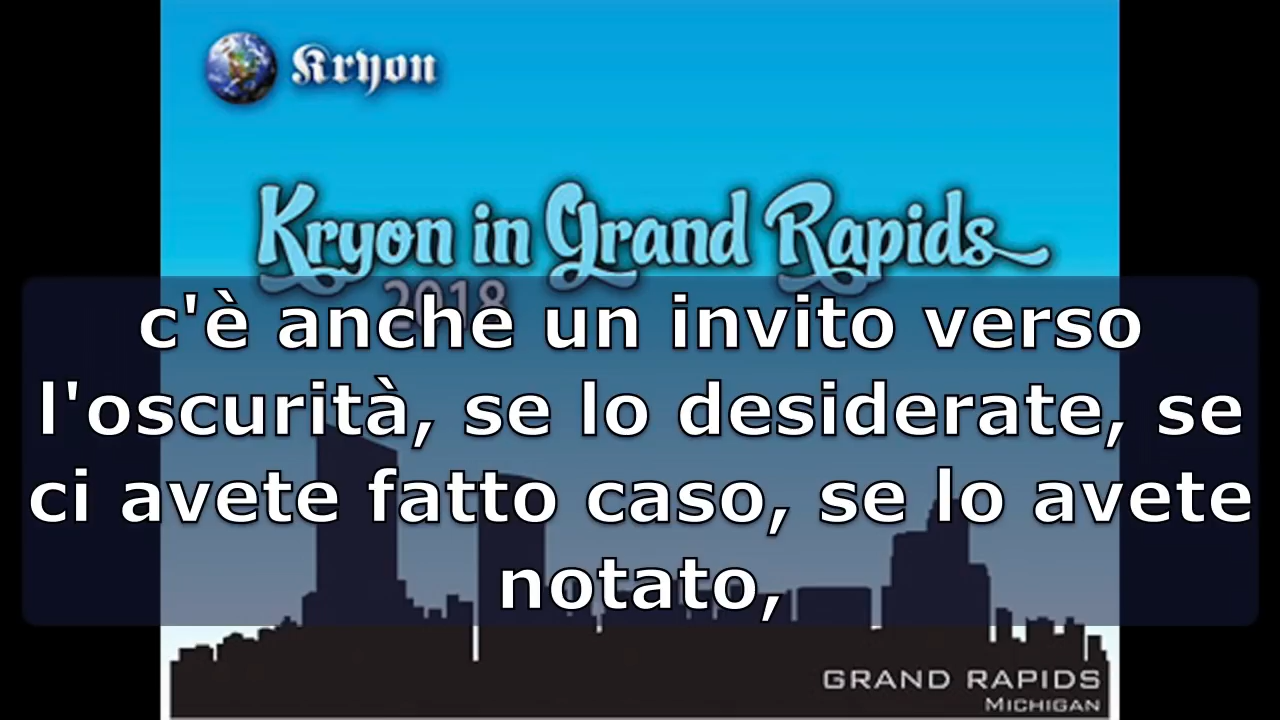 Kryon
Kryon in Grand Rapids
2018
c'è anche un invito verso
l'oscurità, se lo desiderate, se
ci avete fatto caso, se lo avete
notato,
GRAND RAPIDS
MICHIGAN